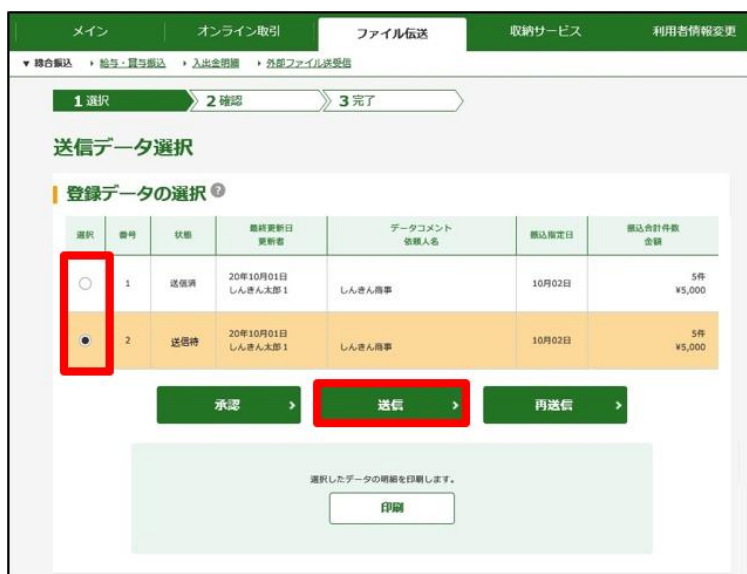 メイン オンライン取引 ファイル伝送 収納サービス 利用者情報変更
▼ 総合振込 ▸ 給与・賞与振込 ▸ 入出金明細 ▸ 外部ファイル送受信
1 選択 2 確認 3 完了
送信データ選択
登録データの選択 ?
選択 番号 状態 最終更新日 更新者 データコメント 依頼人名 振込指定日 振込合計件数 金額
1 送信済 20年10月01日 しんきん太郎1 しんきん商事 10月02日 5件 ¥5,000
2 送信待 20年10月01日 しんきん太郎1 しんきん商事 10月02日 5件 ¥5,000
承認 > 送信 > 再送信 >
選択したデータの明細を印刷します。
印刷